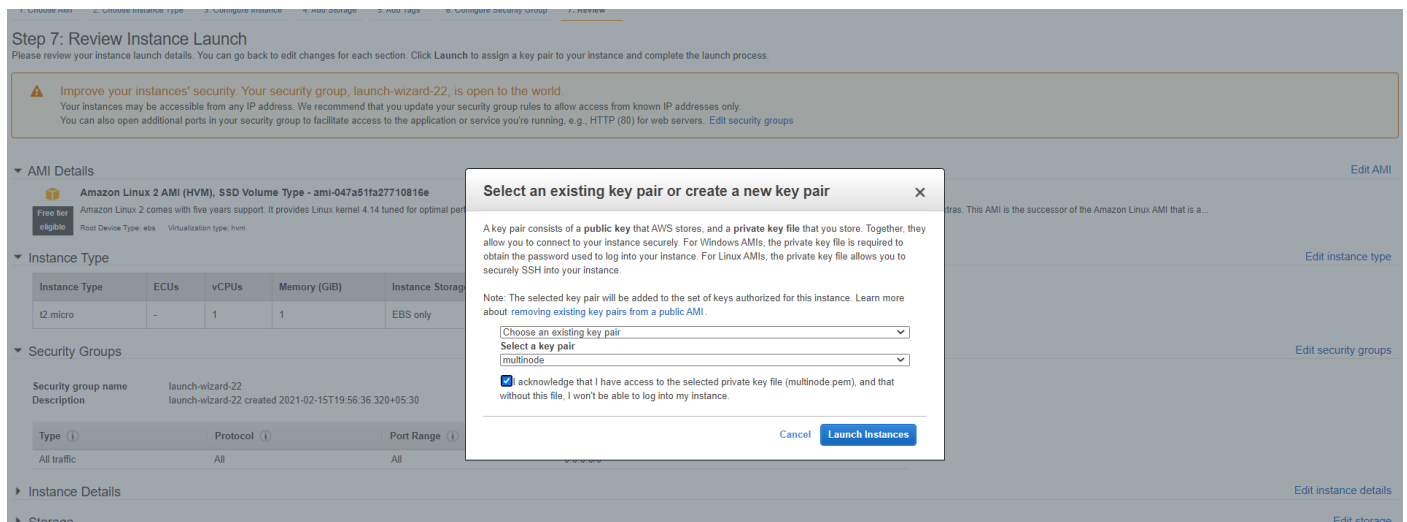 1. Choose AMI 2. Choose Instance Type 3. Configure Instance 4. Add Storage 5. Add Tags 6. Configure Security Group 7. Review
Step 7: Review Instance Launch
Please review your instance launch details. You can go back to edit changes for each section. Click Launch to assign a key pair to your instance and complete the launch process.
Improve your instances' security. Your security group, launch-wizard-22, is open to the world.
Your instances may be accessible from any IP address. We recommend that you update your security group rules to allow access from known IP addresses only.
You can also open additional ports in your security group to facilitate access to the application or service you're running, e.g., HTTP (80) for web servers. Edit security groups
AMI Details
Edit AMI
Free tier eligible
Amazon Linux 2 AMI (HVM), SSD Volume Type - ami-047a51fa27710816e
Amazon Linux 2 comes with five years support. It provides Linux kernel 4.14 tuned for optimal
This AMI is the successor of the Amazon Linux AMI that is a...
Root Device Type: ebs Virtualization type: hvm
Instance Type
Edit instance type
Instance Type ECUs vCPUs Memory (GiB) Instance
t2.micro - 1 1 EBS only
Security Groups
Edit security groups
Security group name launch-wizard-22
Description launch-wizard-22 created 2021-02-15T19:56:36.320+05:30
Type Protocol Port Range
All traffic All All
Instance Details
Edit instance details
Storage
Edit storage
Select an existing key pair or create a new key pair
A key pair consists of a public key that AWS stores, and a private key file that you store. Together, they
allow you to connect to your instance securely. For Windows AMIs, the private key file is required to
obtain the password used to log into your instance. For Linux AMIs, the private key file allows you to
securely SSH into your instance.
Note: The selected key pair will be added to the set of keys authorized for this instance. Learn more
about removing existing key pairs from a public AMI.
Choose an existing key pair
Select a key pair
multinode
I acknowledge that I have access to the selected private key file (multinode.pem), and that
without this file, I won't be able to log into my instance.
Cancel Launch Instances